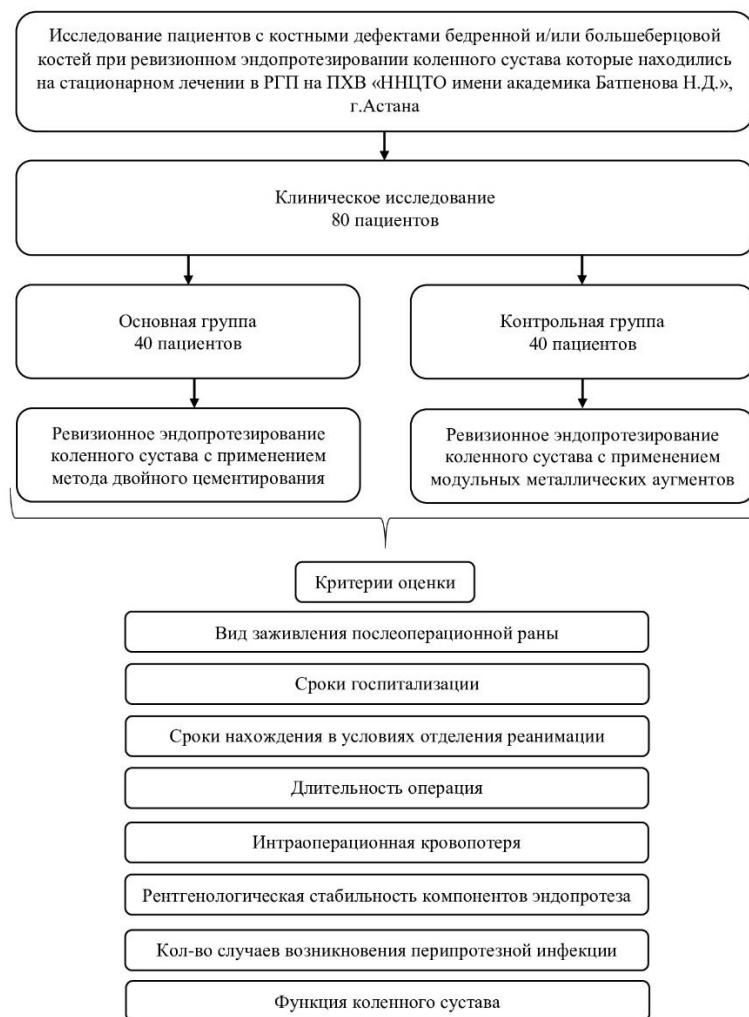 Исследование пациентов с костными дефектами бедренной и/или большеберцовой
костей при ревизионном эндопротезировании коленного сустава которые находились
на стационарном лечении в РГП на ПХВ «ННЦТО имени академика Батпенова Н.Д.»,
г.Астана
Клиническое исследование
80 пациентов
Основная группа
40 пациентов
Контрольная группа
40 пациентов
Ревизионное эндопротезирование
коленного сустава с применением
метода двойного цементирования
Ревизионное эндопротезирование
коленного сустава с применением
модульных металлических аугментов
Критерии оценки
Вид заживления послеоперационной раны
Сроки госпитализации
Сроки нахождения в условиях отделения реанимации
Длительность операция
Интраоперационная кровопотеря
Рентгенологическая стабильность компонентов эндопротеза
Кол-во случаев возникновения перипротезной инфекции
Функция коленного сустава